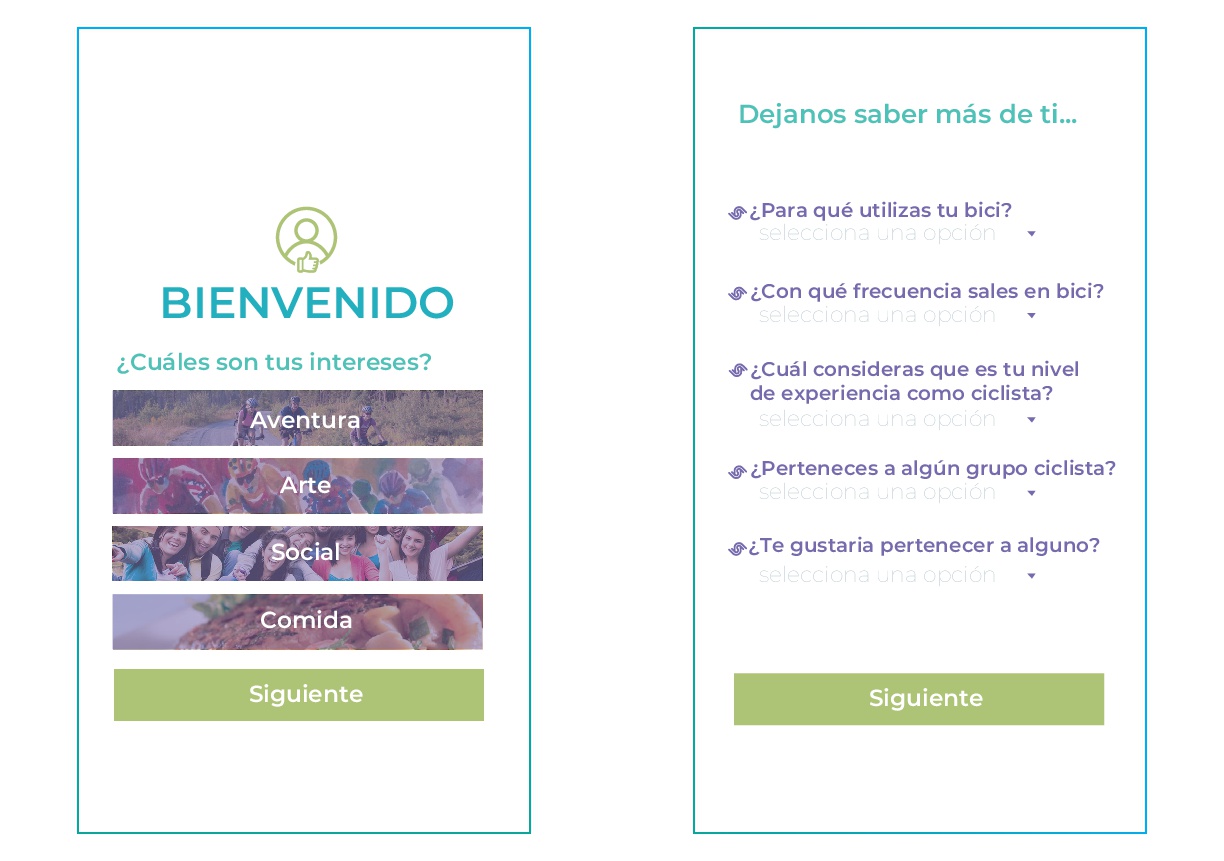 BIENVENIDO
¿Cuáles son tus intereses?
Aventura
Arte
Social
Comida
Siguiente
Dejanos saber más de ti...
¿Para qué utilizas tu bici?
selecciona una opción
¿Con qué frecuencia sales en bici?
selecciona una opción
¿Cuál consideras que es tu nivel
de experiencia como ciclista?
selecciona una opción
¿Perteneces a algún grupo ciclista?
selecciona una opción
¿Te gustaria pertenecer a alguno?
selecciona una opción
Siguiente